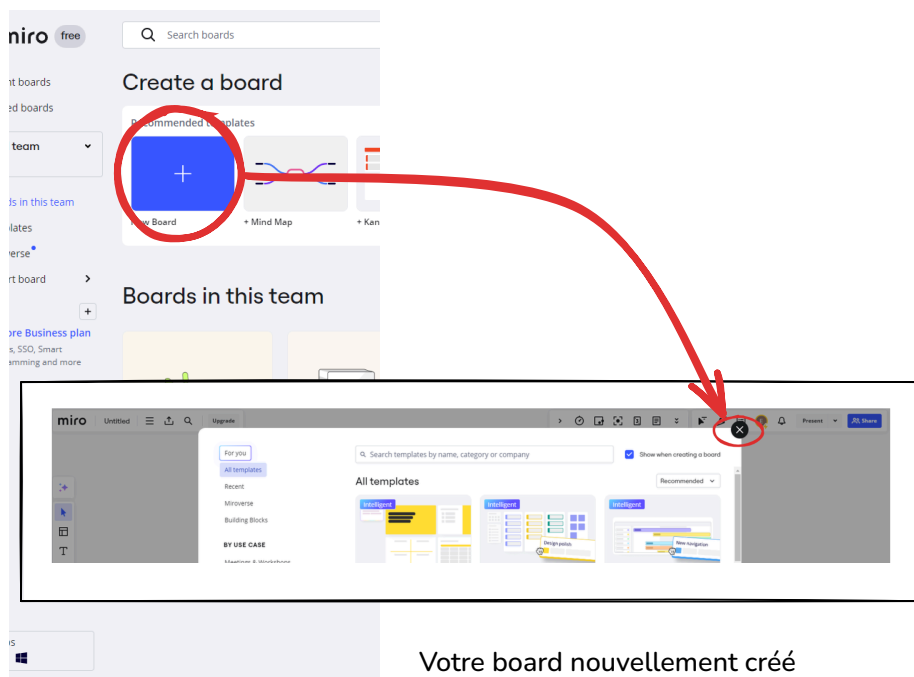 miro free
Search boards
nt boards
ed boards
Create a board
Recommended templates
team
New Board
+ Mind Map
+ Kan
ds in this team
plates
verse
rt board
Boards in this team
+
ore Business plan
s, SSO, Smart
amming and more
miro Untitled Upgrade Present Share
For you
All templates
Recent
Miroverse
Building Blocks
BY USE CASE
Meetings & Workshops
Search templates by name, category or company
Show when creating a board
All templates
Recommended
Intelligent
Intelligent
Intelligent
Design polish
New navigation
T
ps
Votre board nouvellement créé